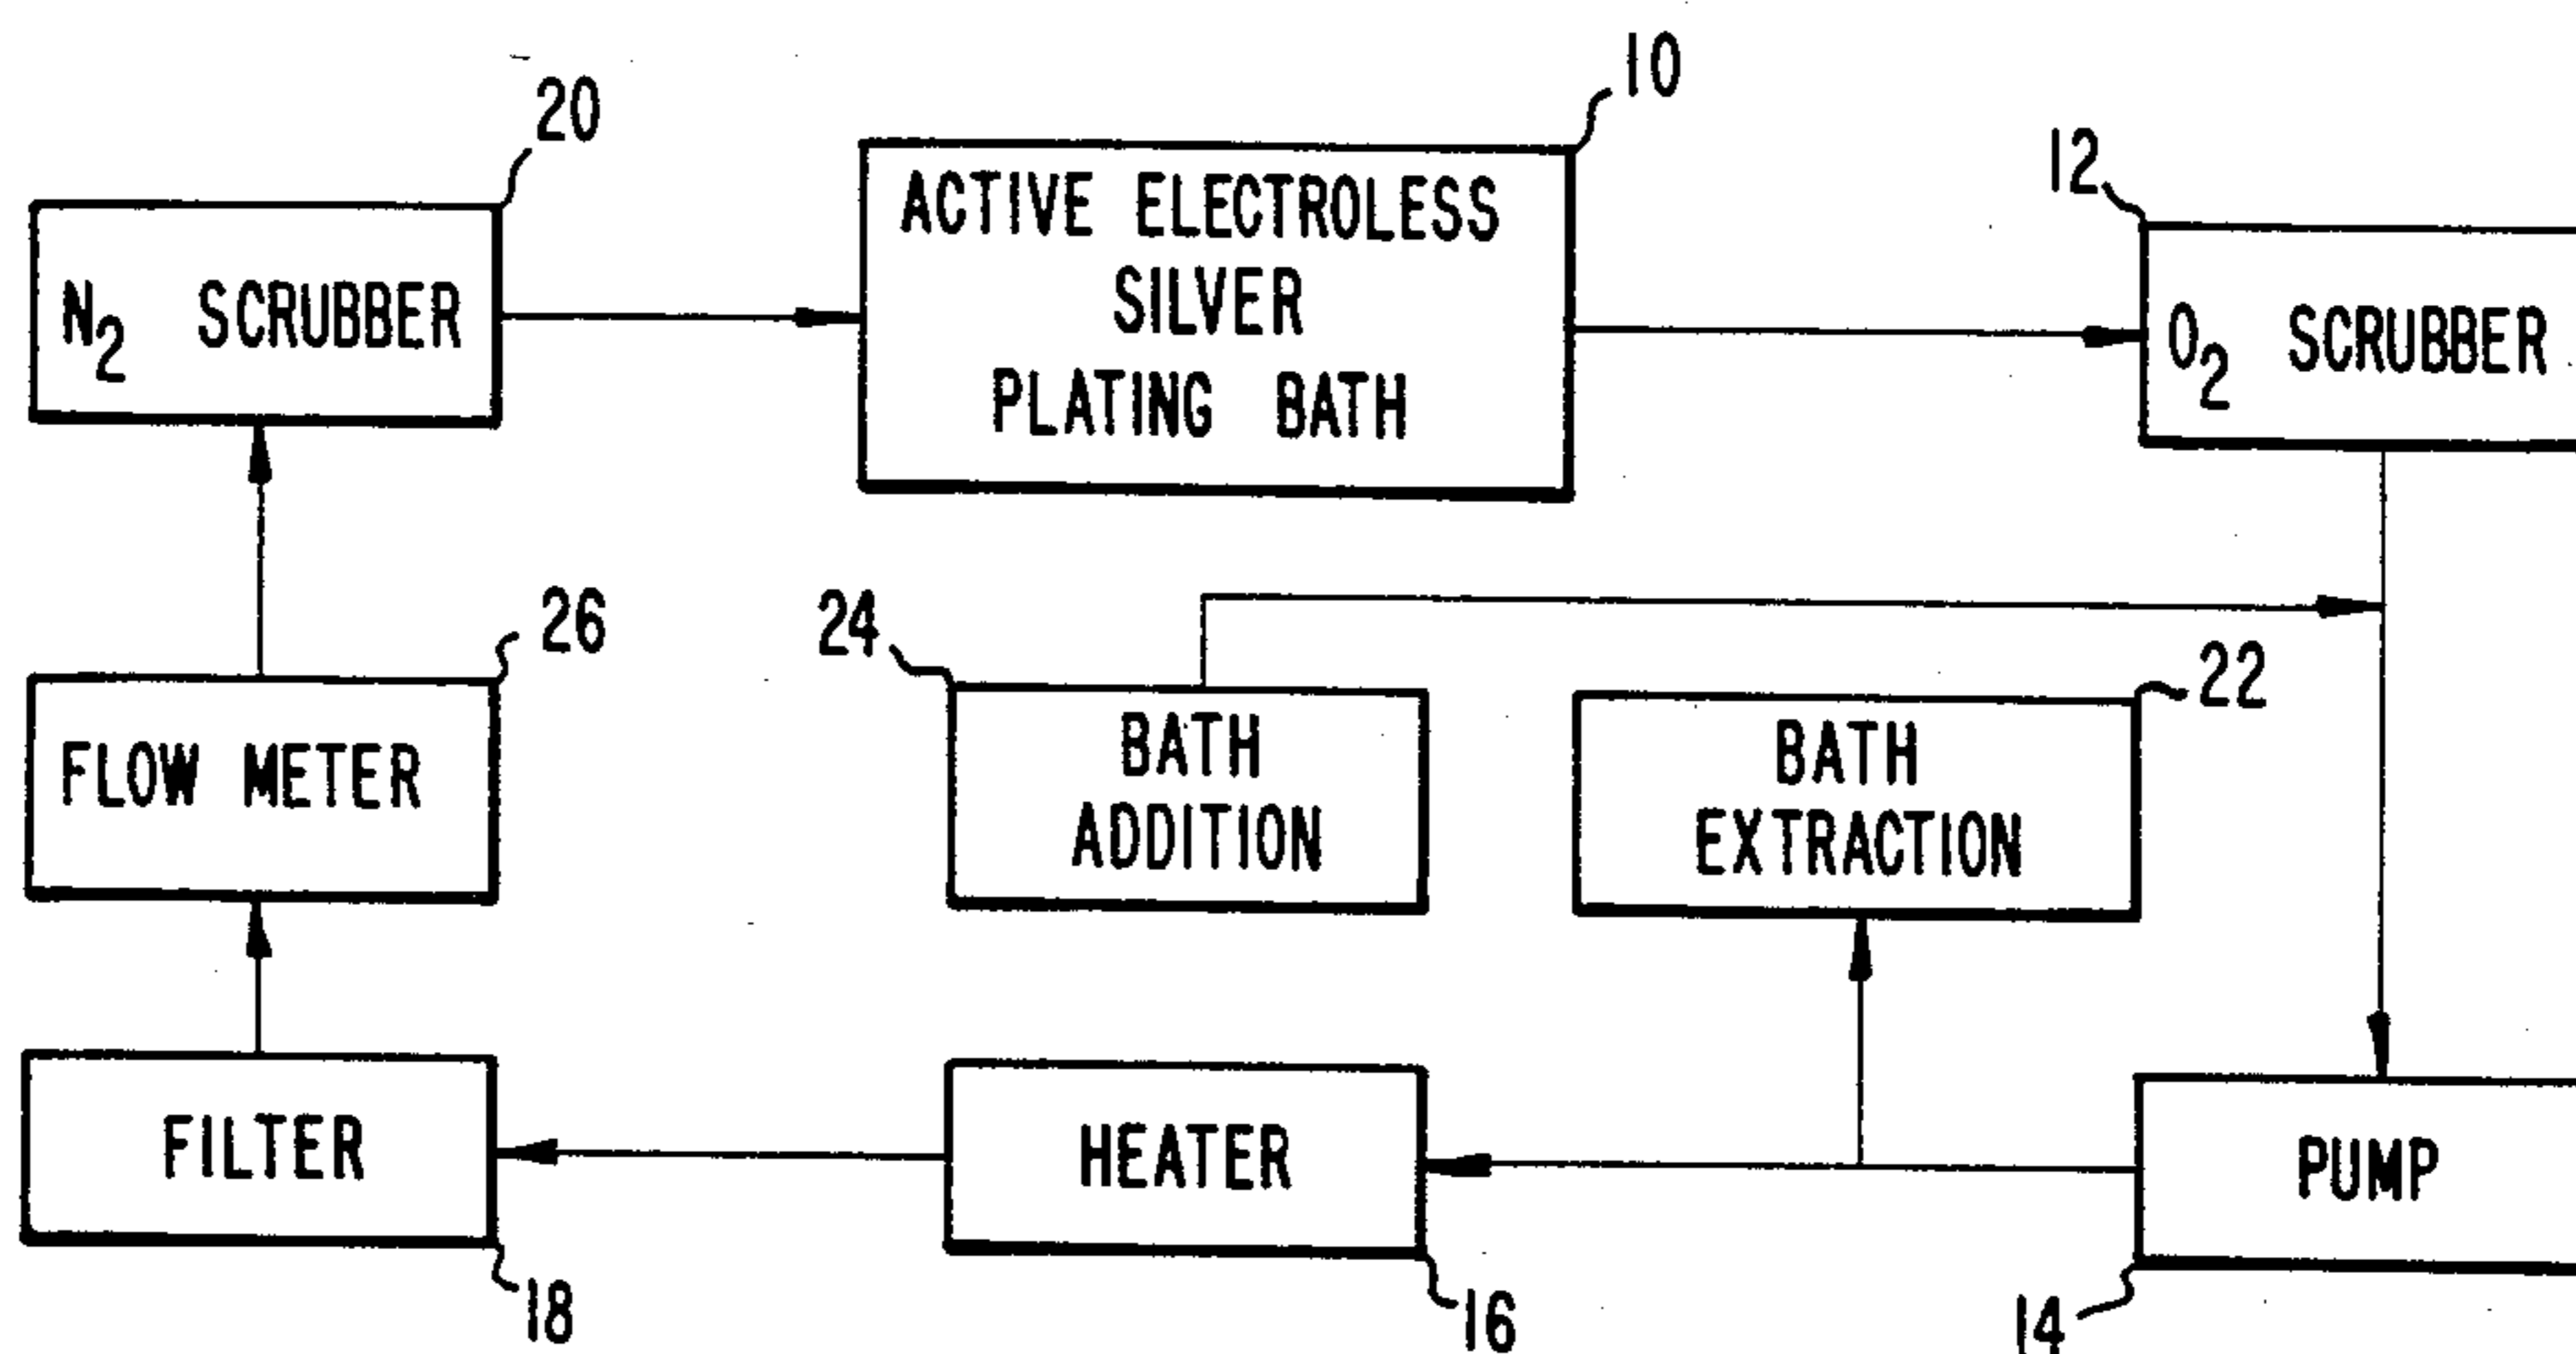 10
20
12
ACTIVE ELECTROLESS
SILVER
PLATING BATH
N2 SCRUBBER
O2 SCRUBBER
26
24
22
FLOW METER
BATH
ADDITION
BATH
EXTRACTION
FILTER
HEATER
PUMP
18
16
14